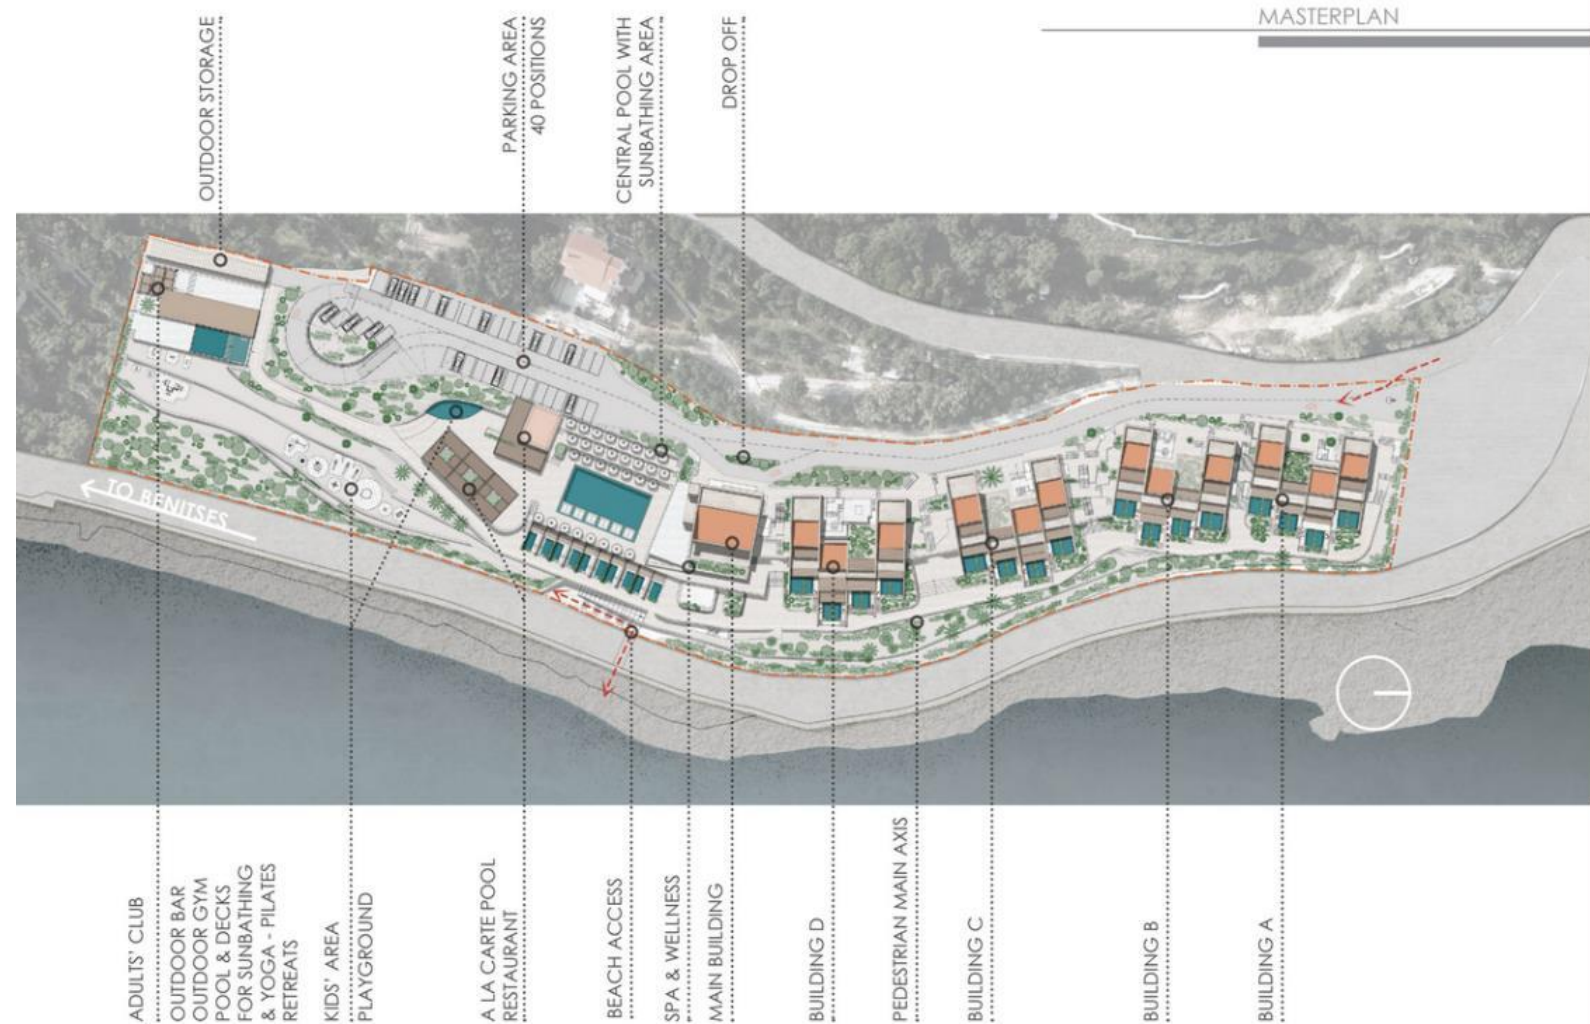 MASTERPLAN
OUTDOOR STORAGE
PARKING AREA
40 POSITIONS
CENTRAL POOL WITH
SUNBATHING AREA
DROP OFF
TO BENITSES
ADULTS' CLUB
OUTDOOR BAR
OUTDOOR GYM
POOL & DECKS
FOR SUNBATHING
& YOGA - PILATES
RETREATS
KIDS' AREA
PLAYGROUND
A LA CARTE POOL
RESTAURANT
BEACH ACCESS
SPA & WELLNESS
MAIN BUILDING
BUILDING D
PEDESTRIAN MAIN AXIS
BUILDING C
BUILDING B
BUILDING A